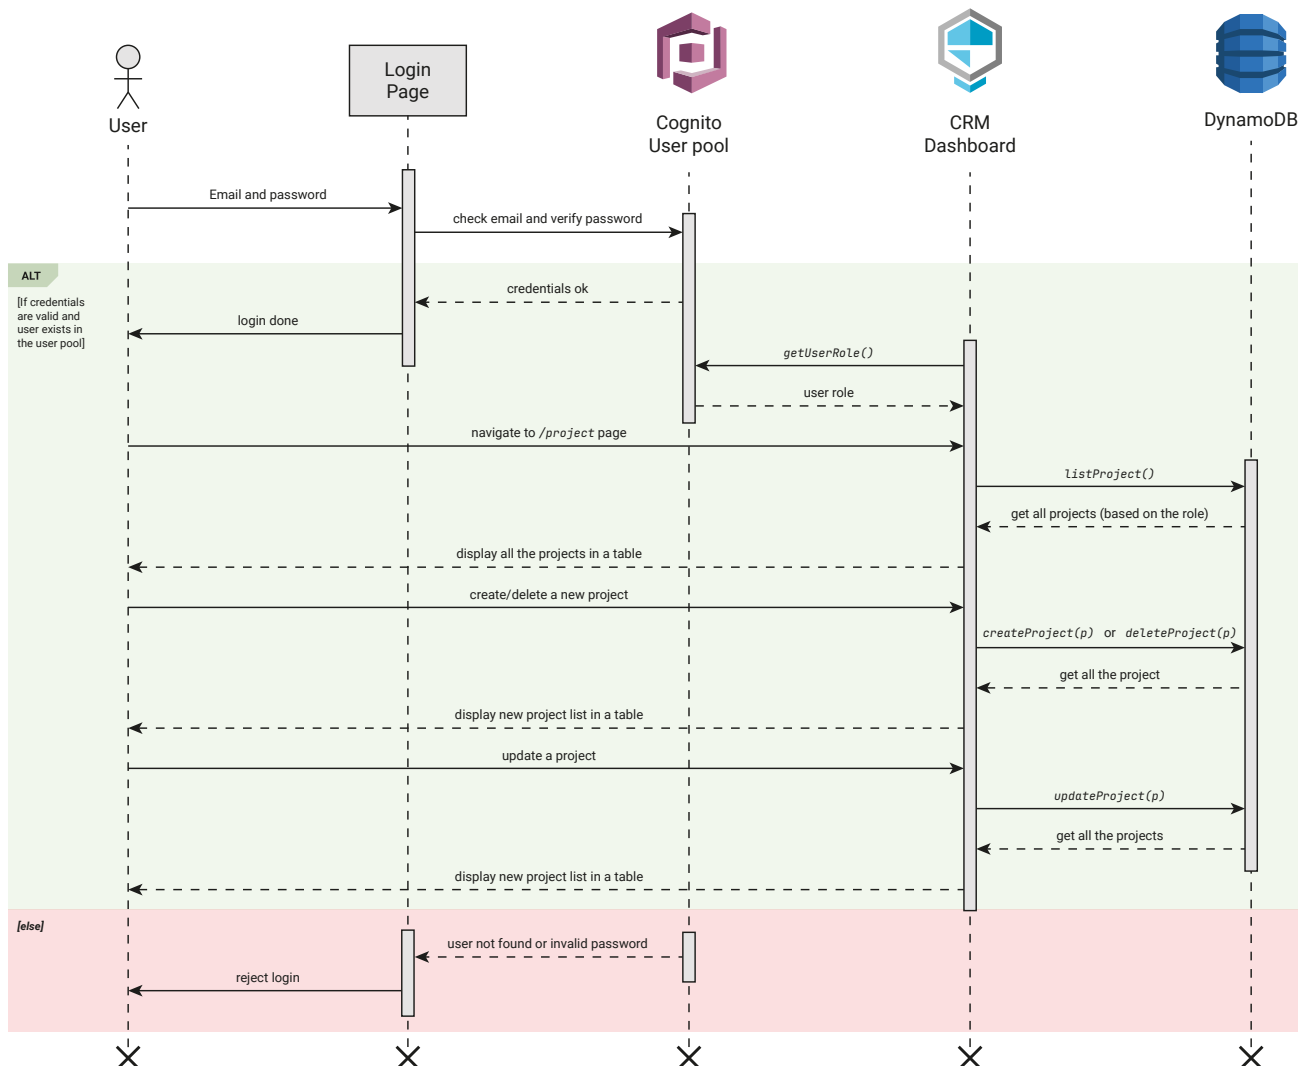 User
Login
Page
Cognito
User pool
CRM
Dashboard
DynamoDB
Email and password
check email and verify password
ALT
[If credentials
are valid and
user exists in
the user pool]
credentials ok
login done
getUserRole()
user role
navigate to /project page
listProject()
get all projects (based on the role)
display all the projects in a table
create/delete a new project
createProject(p) or deleteProject(p)
get all the project
display new project list in a table
update a project
updateProject(p)
get all the projects
display new project list in a table
[else]
user not found or invalid password
reject login